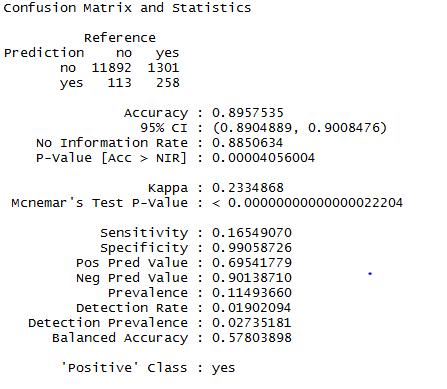 Confusion Matrix and Statistics
Reference
Prediction no yes
no 11892 1301
yes 113 258
Accuracy : 0.8957535
95% CI : (0.8904889, 0.9008476)
No Information Rate : 0.8850634
P-Value [Acc > NIR] : 0.00004056004
Kappa : 0.2334868
Mcnemar's Test P-Value : < 0.00000000000000022204
Sensitivity : 0.16549070
Specificity : 0.99058726
Pos Pred Value : 0.69541779
Neg Pred Value : 0.90138710
Prevalence : 0.11493660
Detection Rate : 0.01902094
Detection Prevalence : 0.02735181
Balanced Accuracy : 0.57803898
'Positive' Class : yes